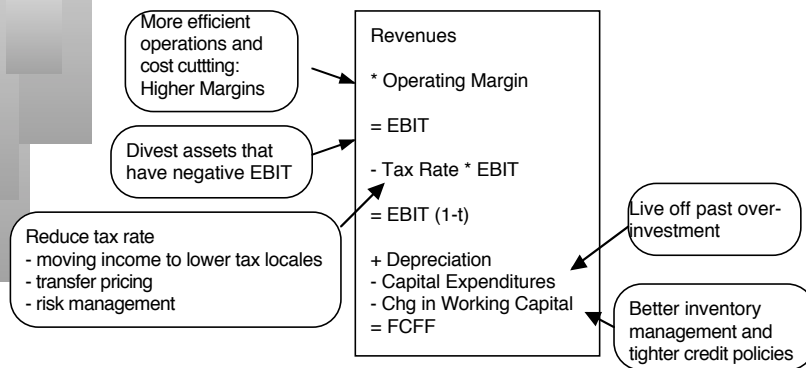 More efficient
operations and
cost cuttting:
Higher Margins
Divest assets that
have negative EBIT
Reduce tax rate
- moving income to lower tax locales
- transfer pricing
- risk management
Revenues
* Operating Margin
= EBIT
- Tax Rate * EBIT
= EBIT (1-t)
+ Depreciation
- Capital Expenditures
- Chg in Working Capital
= FCFF
Live off past over-
investment
Better inventory
management and
tighter credit policies